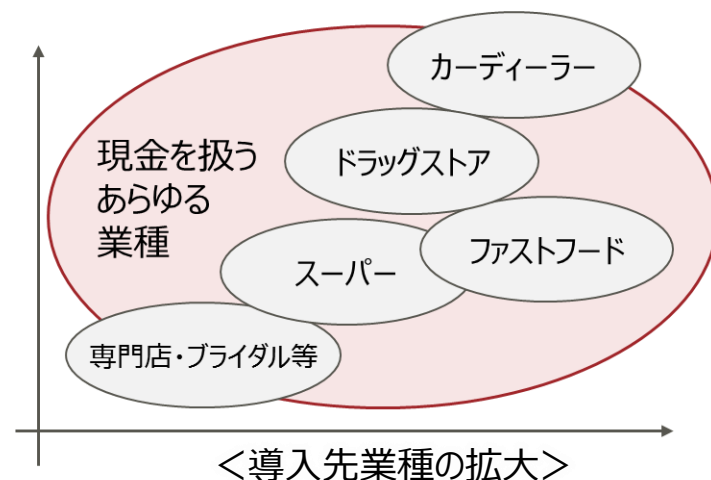 カーディーラー
現金を扱う
あらゆる
業種
ドラッグストア
ファストフード
スーパー
専門店・ブライダル等
＜導入先業種の拡大＞